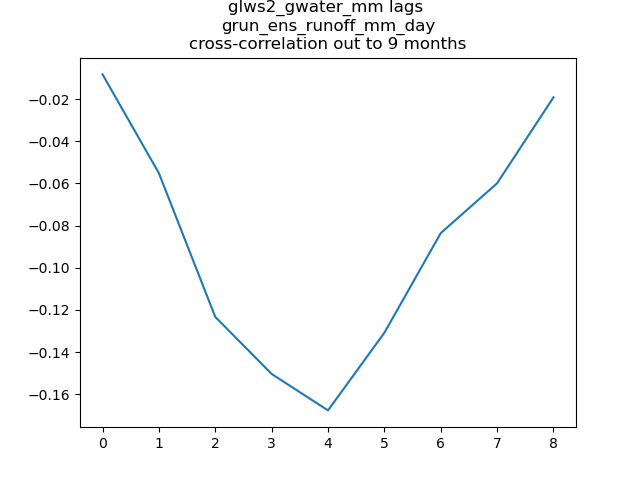 glws2_gwater_mm lags
grun_ens_runoff_mm_day
cross-correlation out to 9 months
−0.02
−0.04
−0.06
−0.08
−0.10
−0.12
−0.14
−0.16
0 1 2 3 4 5 6 7 8